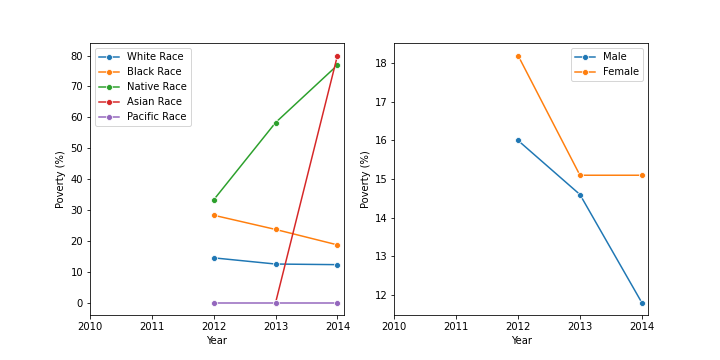 White Race
Black Race
Native Race
Asian Race
Pacific Race
80
70
60
50
40
30
20
10
0
Poverty (%)
2010 2011 2012 2013 2014
Year
Male
Female
18
17
16
15
14
13
12
Poverty (%)
2010 2011 2012 2013 2014
Year